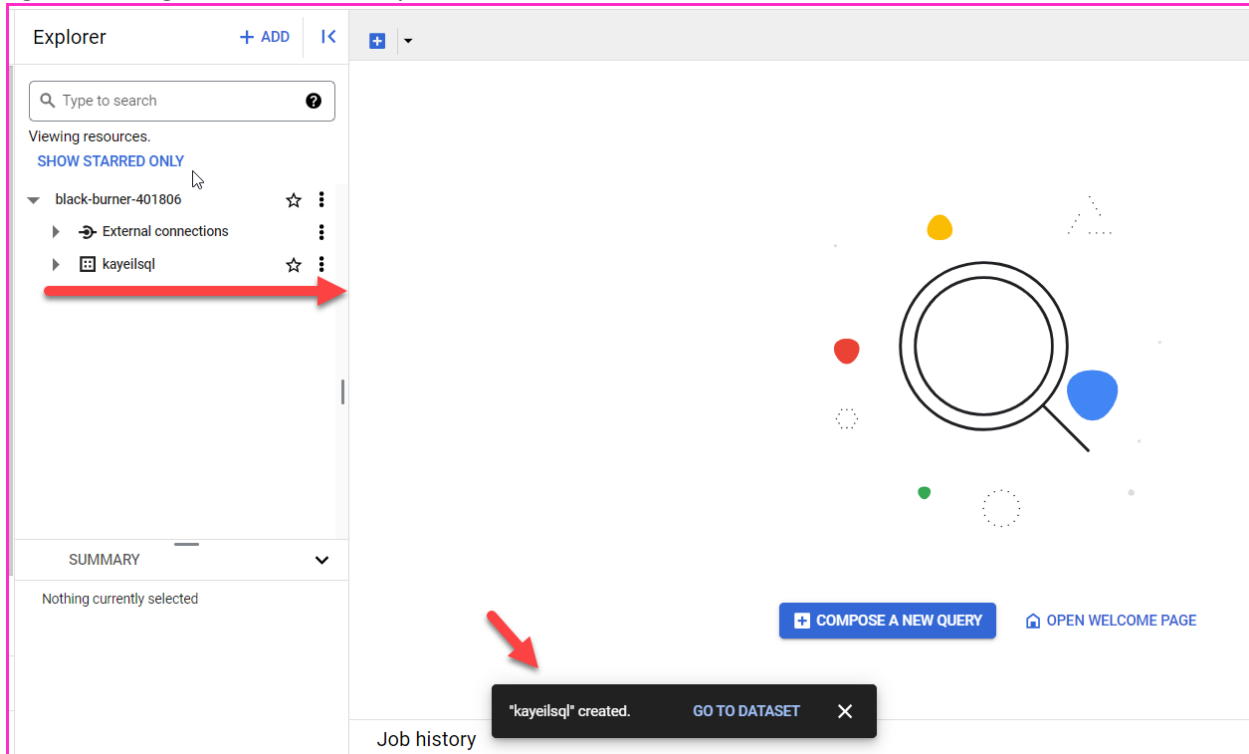 Explorer
+ ADD
Type to search
Viewing resources.
SHOW STARRED ONLY
black-burner-401806
External connections
kayeilsql
SUMMARY
Nothing currently selected
COMPOSE A NEW QUERY
OPEN WELCOME PAGE
"kayeilsql" created.
GO TO DATASET
Job history